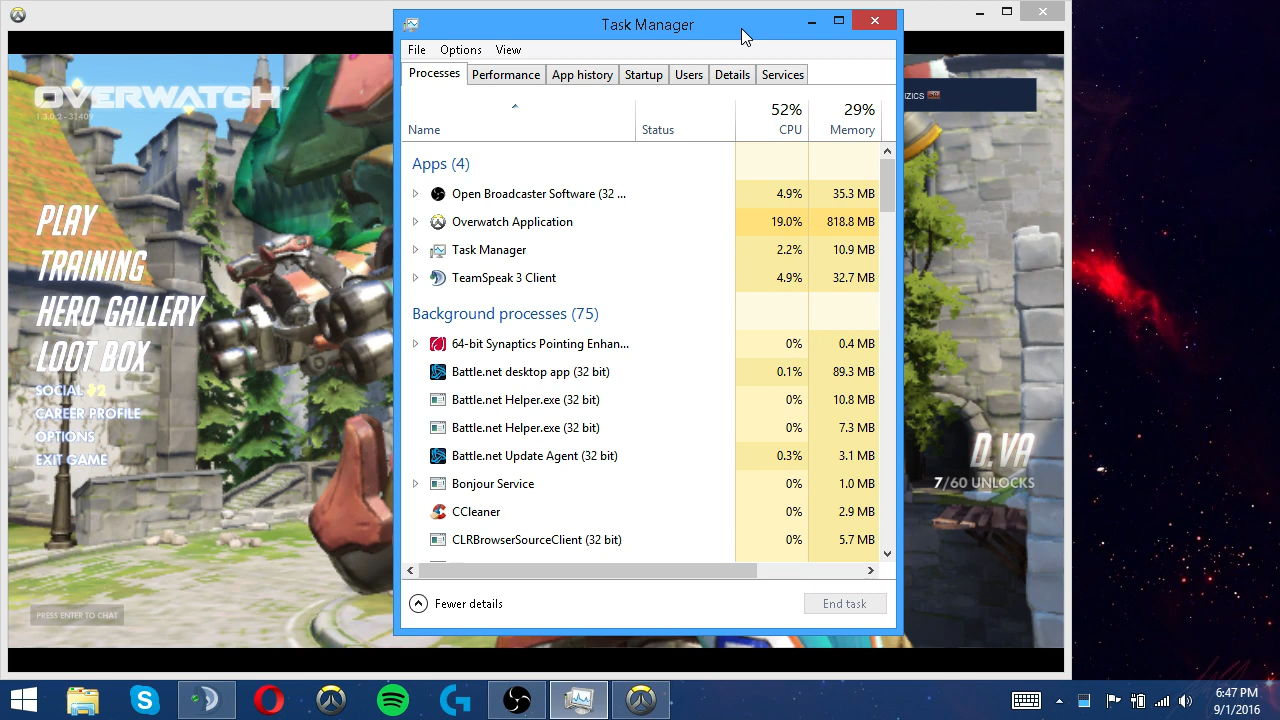 Task Manager
File Options View
Processes Performance App history Startup Users Details Services
52% 29%
Name Status CPU Memory
Apps (4)
Open Broadcaster Software (32 ... 4.9% 35.3 MB
Overwatch Application 19.0% 818.8 MB
Task Manager 2.2% 10.9 MB
TeamSpeak 3 Client 4.9% 32.7 MB
Background processes (75)
64-bit Synaptics Pointing Enhan... 0% 0.4 MB
Battle.net desktop app (32 bit) 0.1% 89.3 MB
Battle.net Helper.exe (32 bit) 0% 10.8 MB
Battle.net Helper.exe (32 bit) 0% 7.3 MB
Battle.net Update Agent (32 bit) 0.3% 3.1 MB
Bonjour Service 0% 1.0 MB
CCleaner 0% 2.9 MB
CLRBrowserSourceClient (32 bit) 0% 5.7 MB
Fewer details End task
OVERWATCH
1.3.0.2 - 31409
PLAY
TRAINING
HERO GALLERY
LOOT BOX
SOCIAL 2
CAREER PROFILE
OPTIONS
EXIT GAME
PRESS ENTER TO CHAT
IZICS
D.VA
7/60 UNLOCKS
6:47 PM
9/1/2016